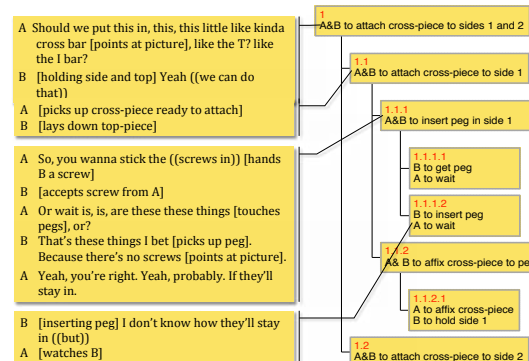 A Should we put this in, this, this little like kinda
cross bar [points at picture], like the T? like
the I bar?
B [holding side and top] Yeah ((we can do
that))
A [picks up cross-piece ready to attach]
B [lays down top-piece]
A So, you wanna stick the ((screws in)) [hands
B a screw]
B [accepts screw from A]
A Or wait is, is, are these these things [touches
pegs], or?
B That's these things I bet [picks up peg].
Because there's no screws [points at picture].
A Yeah, you're right. Yeah, probably. If they'll
stay in.
B [inserting peg] I don't know how they'll stay
in ((but))
A [watches B]
1
A&B to attach cross-piece to sides 1 and 2
1.1
A&B to attach cross-piece to side 1
1.1.1
A&B to insert peg in side 1
1.1.1.1
B to get peg
A to wait
1.1.1.2
B to insert peg
A to wait
1.1.2
A& B to affix cross-piece to pe
1.1.2.1
A to affix cross-piece
B to hold side 1
1.2
A&B to attach cross-piece to side 2